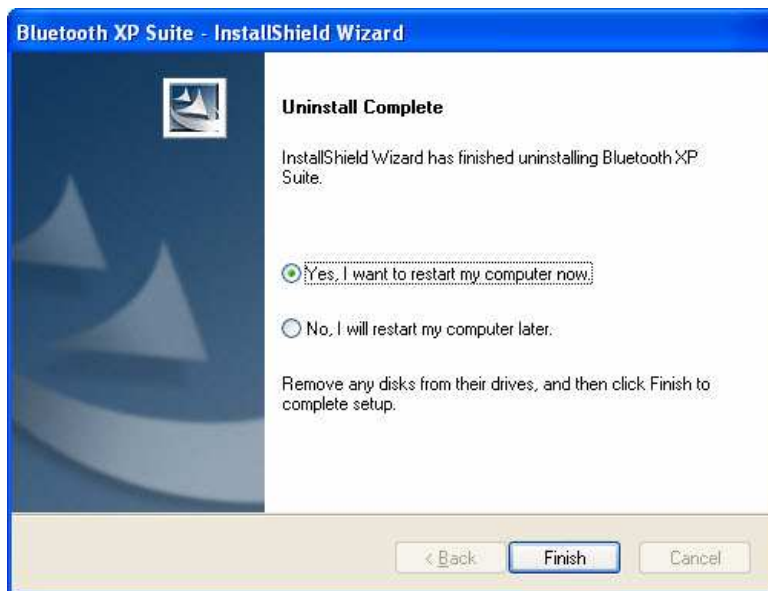 Bluetooth XP Suite - InstallShield Wizard
Uninstall Complete
InstallShield Wizard has finished uninstalling Bluetooth XP
Suite.
Yes, I want to restart my computer now.
No, I will restart my computer later.
Remove any disks from their drives, and then click Finish to
complete setup.
< Back Finish Cancel